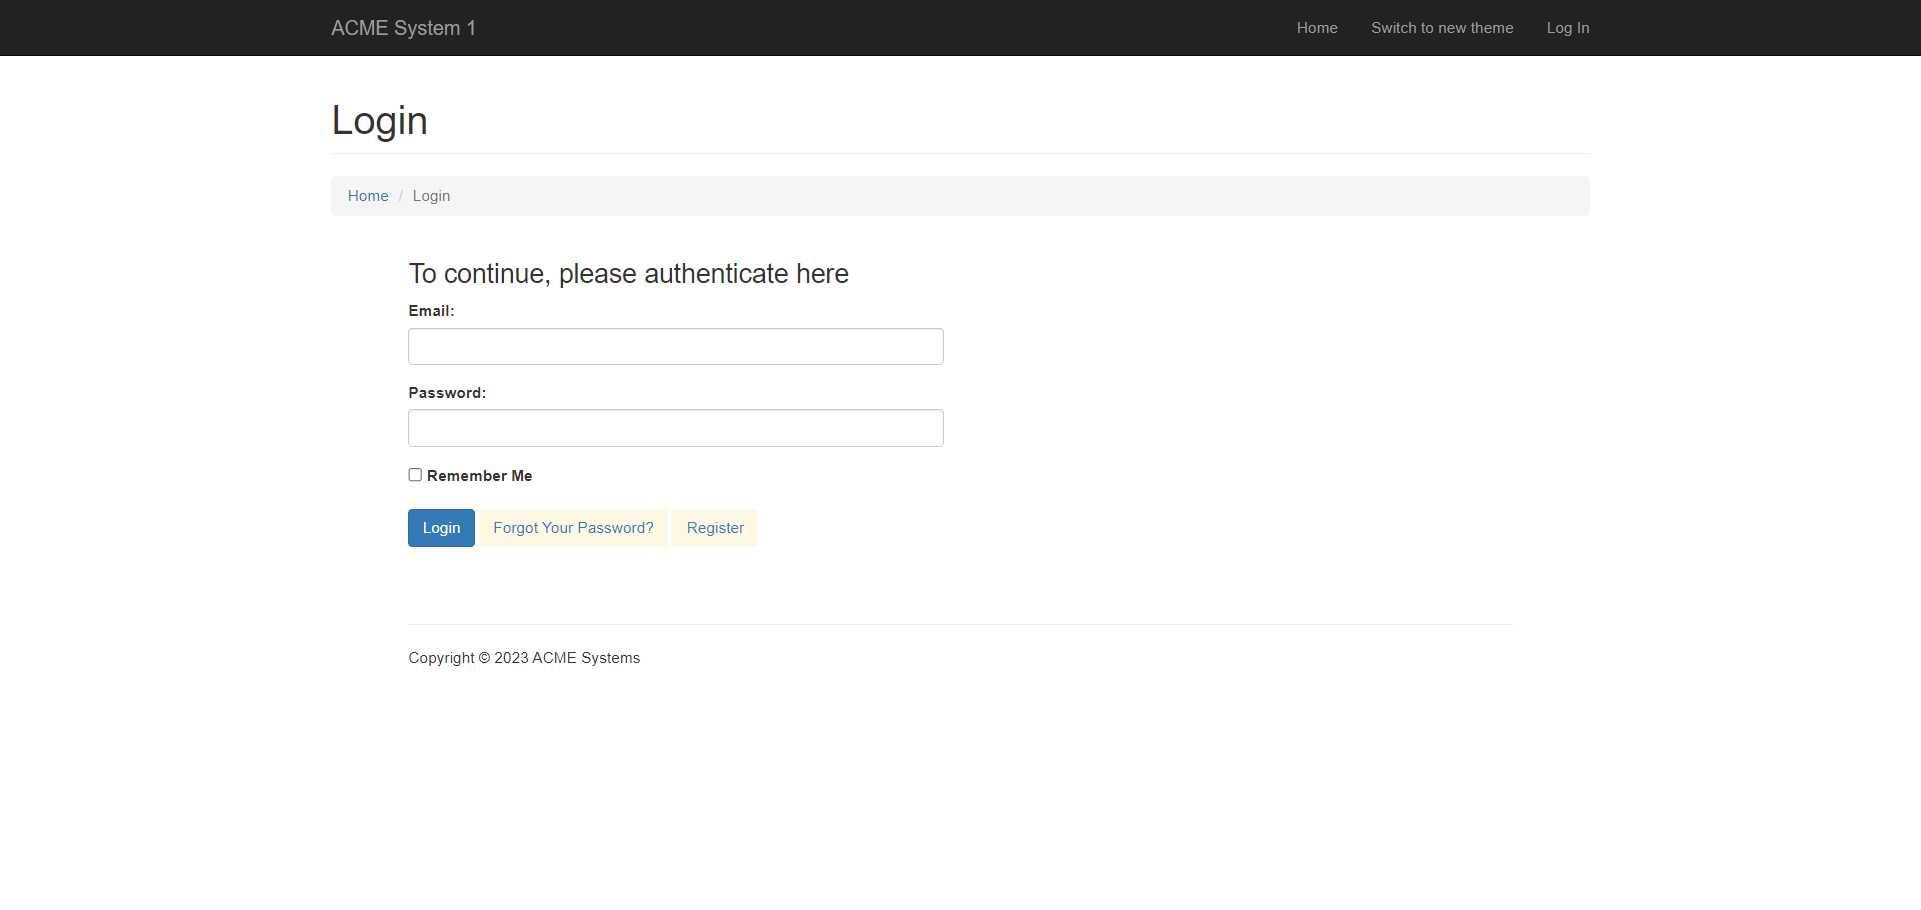 ACME System 1
Home Switch to new theme Log In
Login
Home / Login
To continue, please authenticate here
Email:
Password:
Remember Me
Login Forgot Your Password? Register
Copyright © 2023 ACME Systems